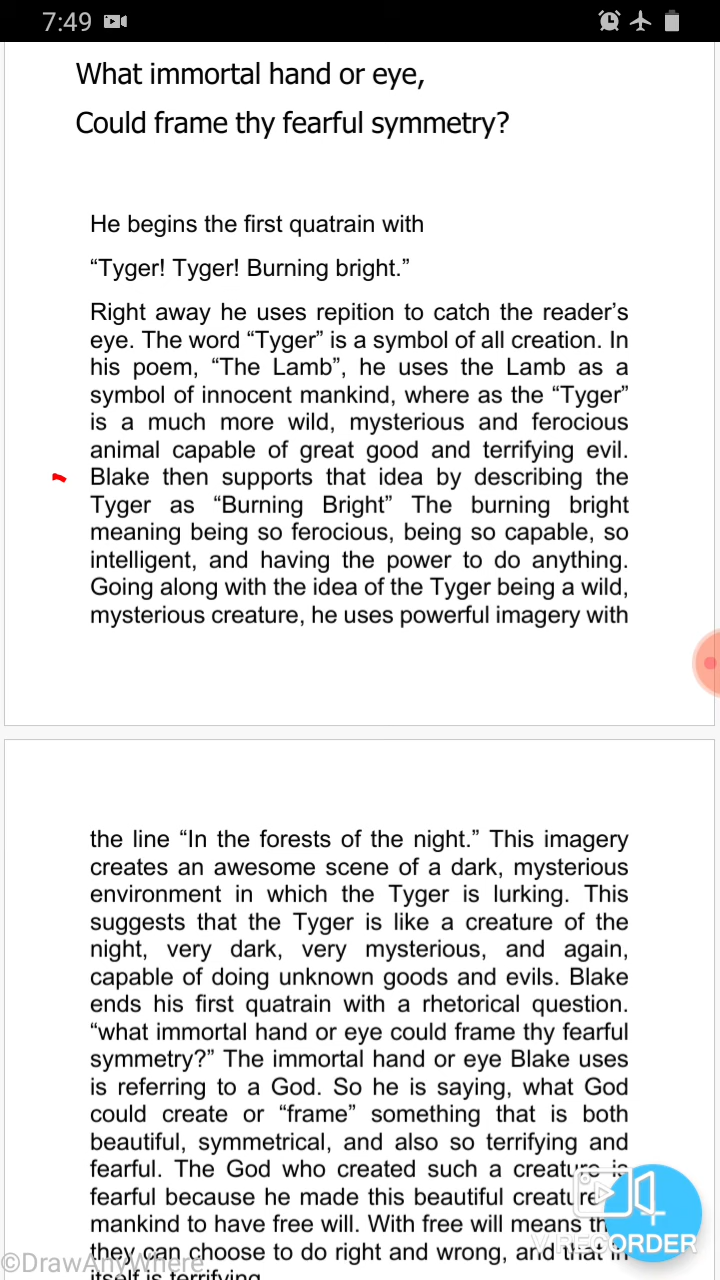 7:49
What immortal hand or eye,
Could frame thy fearful symmetry?
He begins the first quatrain with
“Tyger! Tyger! Burning bright.”
Right away he uses repition to catch the reader’s
eye. The word “Tyger” is a symbol of all creation. In
his poem, “The Lamb”, he uses the Lamb as a
symbol of innocent mankind, where as the “Tyger”
is a much more wild, mysterious and ferocious
animal capable of great good and terrifying evil.
Blake then supports that idea by describing the
Tyger as “Burning Bright” The burning bright
meaning being so ferocious, being so capable, so
intelligent, and having the power to do anything.
Going along with the idea of the Tyger being a wild,
mysterious creature, he uses powerful imagery with
the line “In the forests of the night.” This imagery
creates an awesome scene of a dark, mysterious
environment in which the Tyger is lurking. This
suggests that the Tyger is like a creature of the
night, very dark, very mysterious, and again,
capable of doing unknown goods and evils. Blake
ends his first quatrain with a rhetorical question.
“what immortal hand or eye could frame thy fearful
symmetry?” The immortal hand or eye Blake uses
is referring to a God. So he is saying, what God
could create or “frame” something that is both
beautiful, symmetrical, and also so terrifying and
fearful. The God who created such a creature is
fearful because he made this beautiful creature
mankind to have free will. With free will means
they can choose to do right and wrong, and that in
itself is terrifying
©DrawAnyWhere
V RECORDER